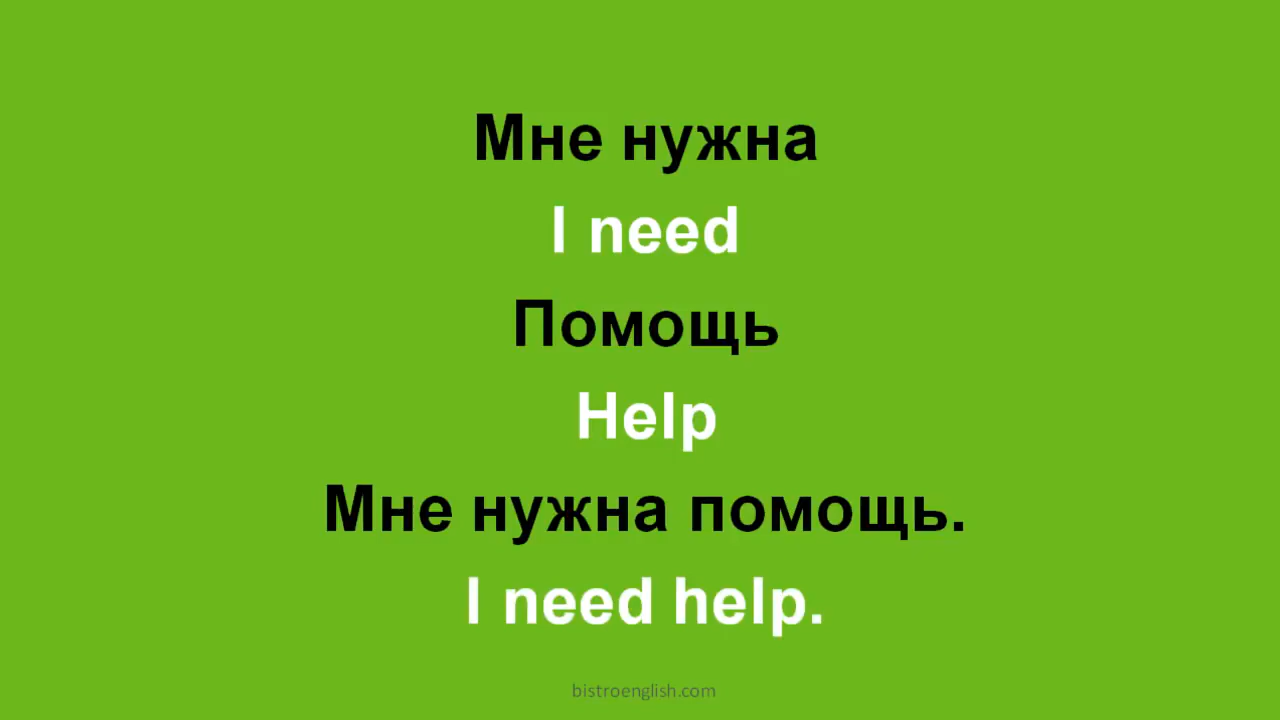 Мне нужна
I need
Помощь
Help
Мне нужна помощь.
I need help.
bistroenglish.com